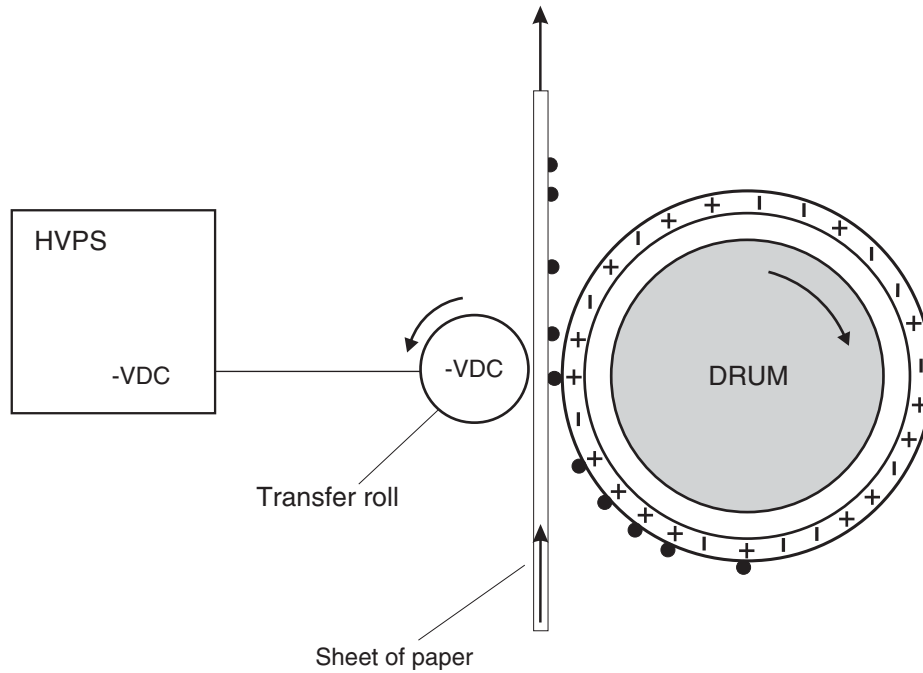 HVPS
-VDC
-VDC
DRUM
Transfer roll
Sheet of paper